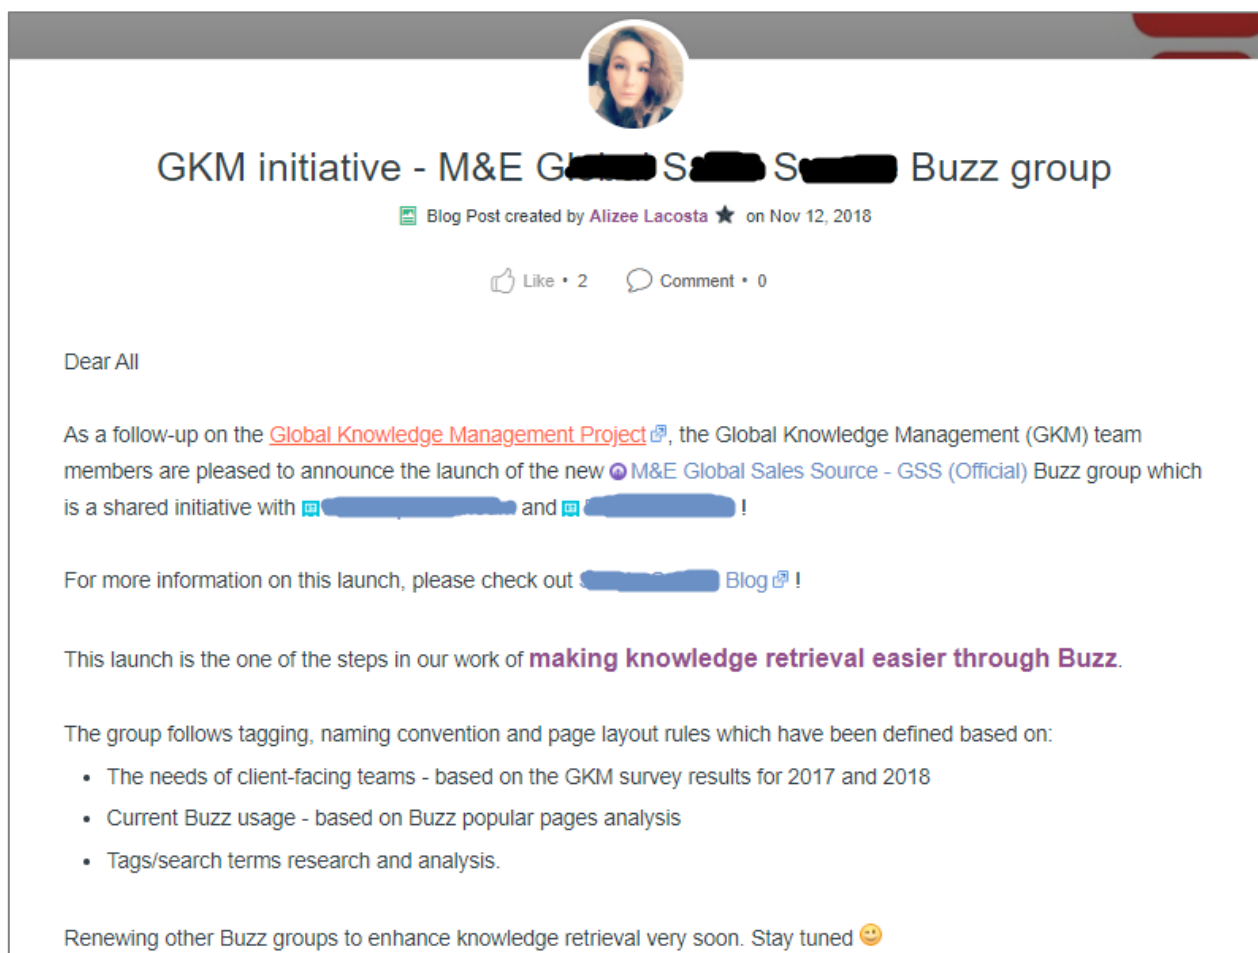 GKM initiative - M&E G S S Buzz group
Blog Post created by Alizee Lacosta ★ on Nov 12, 2018
Like • 2 Comment • 0
Dear All
As a follow-up on the Global Knowledge Management Project, the Global Knowledge Management (GKM) team
members are pleased to announce the launch of the new M&E Global Sales Source - GSS (Official) Buzz group which
is a shared initiative with and !
For more information on this launch, please check out Blog !
This launch is the one of the steps in our work of making knowledge retrieval easier through Buzz.
The group follows tagging, naming convention and page layout rules which have been defined based on:
• The needs of client-facing teams - based on the GKM survey results for 2017 and 2018
• Current Buzz usage - based on Buzz popular pages analysis
• Tags/search terms research and analysis.
Renewing other Buzz groups to enhance knowledge retrieval very soon. Stay tuned 🙂